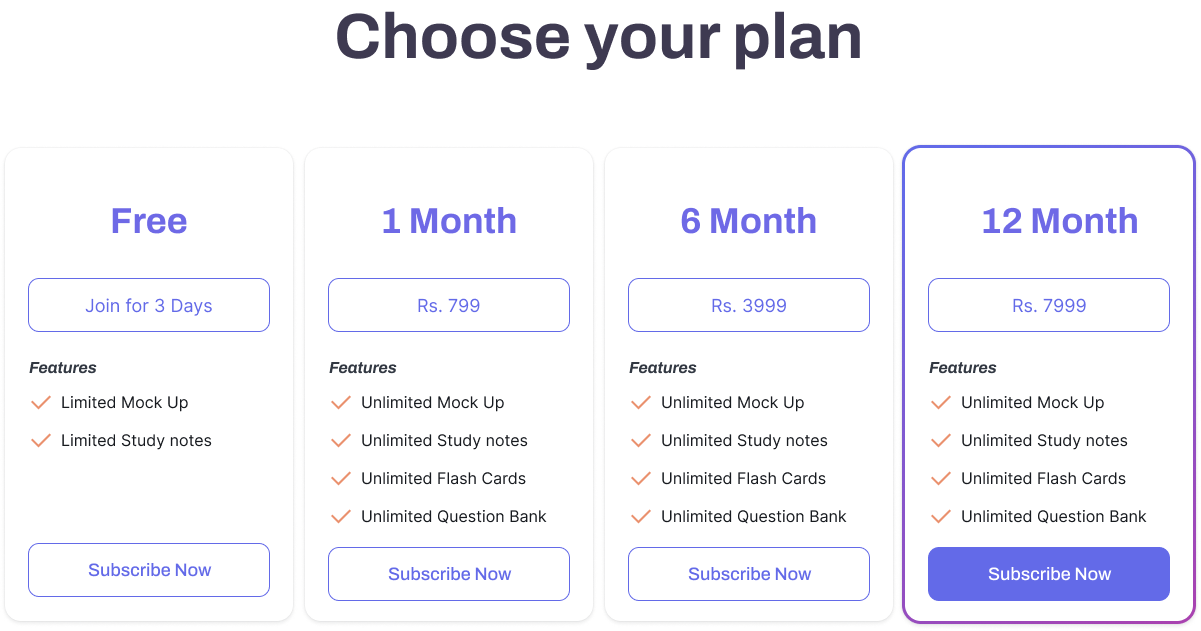 Choose your plan
Free
Join for 3 Days
Features
Limited Mock Up
Limited Study notes
Subscribe Now
1 Month
Rs. 799
Features
Unlimited Mock Up
Unlimited Study notes
Unlimited Flash Cards
Unlimited Question Bank
Subscribe Now
6 Month
Rs. 3999
Features
Unlimited Mock Up
Unlimited Study notes
Unlimited Flash Cards
Unlimited Question Bank
Subscribe Now
12 Month
Rs. 7999
Features
Unlimited Mock Up
Unlimited Study notes
Unlimited Flash Cards
Unlimited Question Bank
Subscribe Now